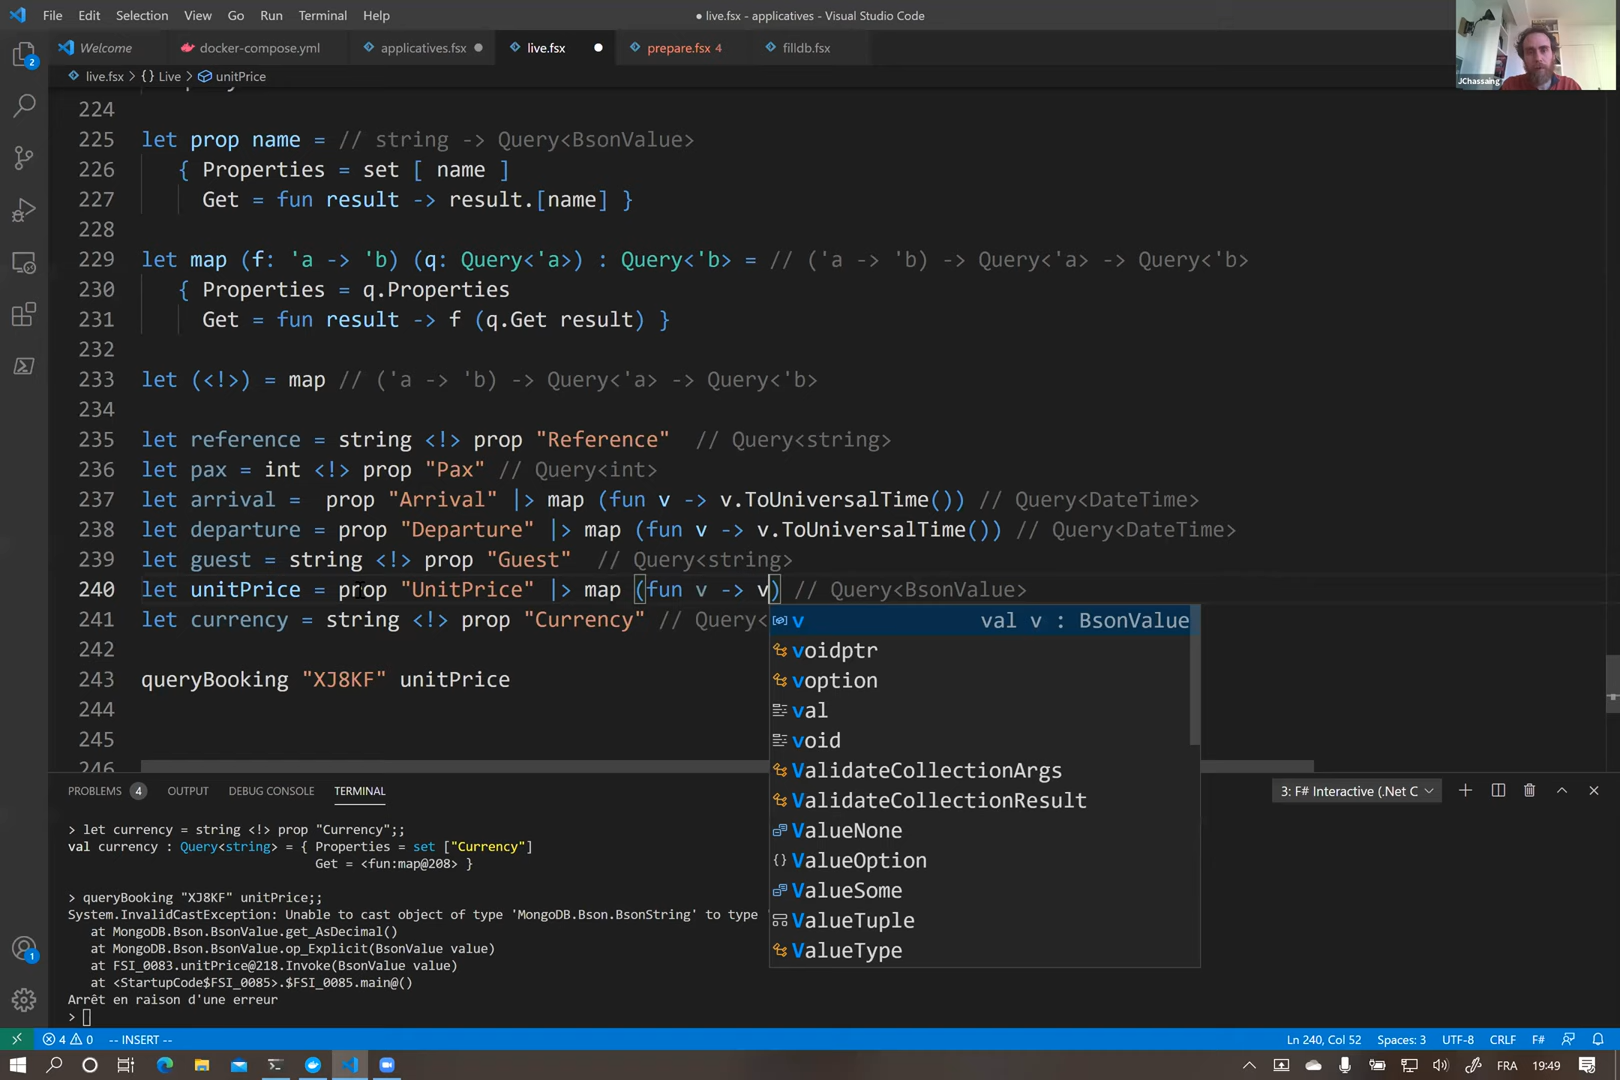 File Edit Selection View Go Run Terminal Help
● live.fsx - applicatives - Visual Studio Code
JChassaing
Welcome docker-compose.yml applicatives.fsx live.fsx prepare.fsx 4 filldb.fsx
live.fsx > {} Live > unitPrice
224
225 let prop name = // string -> Query<BsonValue>
226 { Properties = set [ name ]
227 Get = fun result -> result.[name] }
228
229 let map (f: 'a -> 'b) (q: Query<'a>) : Query<'b> = // ('a -> 'b) -> Query<'a> -> Query<'b>
230 { Properties = q.Properties
231 Get = fun result -> f (q.Get result) }
232
233 let (<!>) = map // ('a -> 'b) -> Query<'a> -> Query<'b>
234
235 let reference = string <!> prop "Reference" // Query<string>
236 let pax = int <!> prop "Pax" // Query<int>
237 let arrival = prop "Arrival" |> map (fun v -> v.ToUniversalTime()) // Query<DateTime>
238 let departure = prop "Departure" |> map (fun v -> v.ToUniversalTime()) // Query<DateTime>
239 let guest = string <!> prop "Guest" // Query<string>
240 let unitPrice = prop "UnitPrice" |> map (fun v -> v) // Query<BsonValue>
241 let currency = string <!> prop "Currency" // Query<
242
243 queryBooking "XJ8KF" unitPrice
244
245
246
v val v : BsonValue
voidptr
voption
val
void
ValidateCollectionArgs
ValidateCollectionResult
ValueNone
ValueOption
ValueSome
ValueTuple
ValueType
2
PROBLEMS 4 OUTPUT DEBUG CONSOLE TERMINAL 3: F# Interactive (.Net C
> let currency = string <!> prop "Currency";;
val currency : Query<string> = { Properties = set ["Currency"]
Get = <fun:map@208> }
> queryBooking "XJ8KF" unitPrice;;
System.InvalidCastException: Unable to cast object of type 'MongoDB.Bson.BsonString' to type '
at MongoDB.Bson.BsonValue.get_AsDecimal()
at MongoDB.Bson.BsonValue.op_Explicit(BsonValue value)
at FSI_0083.unitPrice@218.Invoke(BsonValue value)
at <StartupCode$FSI_0085>.$FSI_0085.main@()
Arrêt en raison d'une erreur
>
1
4 0 -- INSERT -- Ln 240, Col 52 Spaces: 3 UTF-8 CRLF F#
FRA 19:49